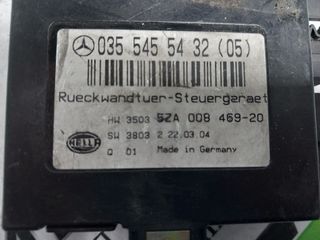 035 545 54 32 (05)
Rueckwandtuer-Steuergeraet
HW 3503 5ZA 008 469-20
SW 3803 2 22.03.04
HELLA Q D1 Made in Germany